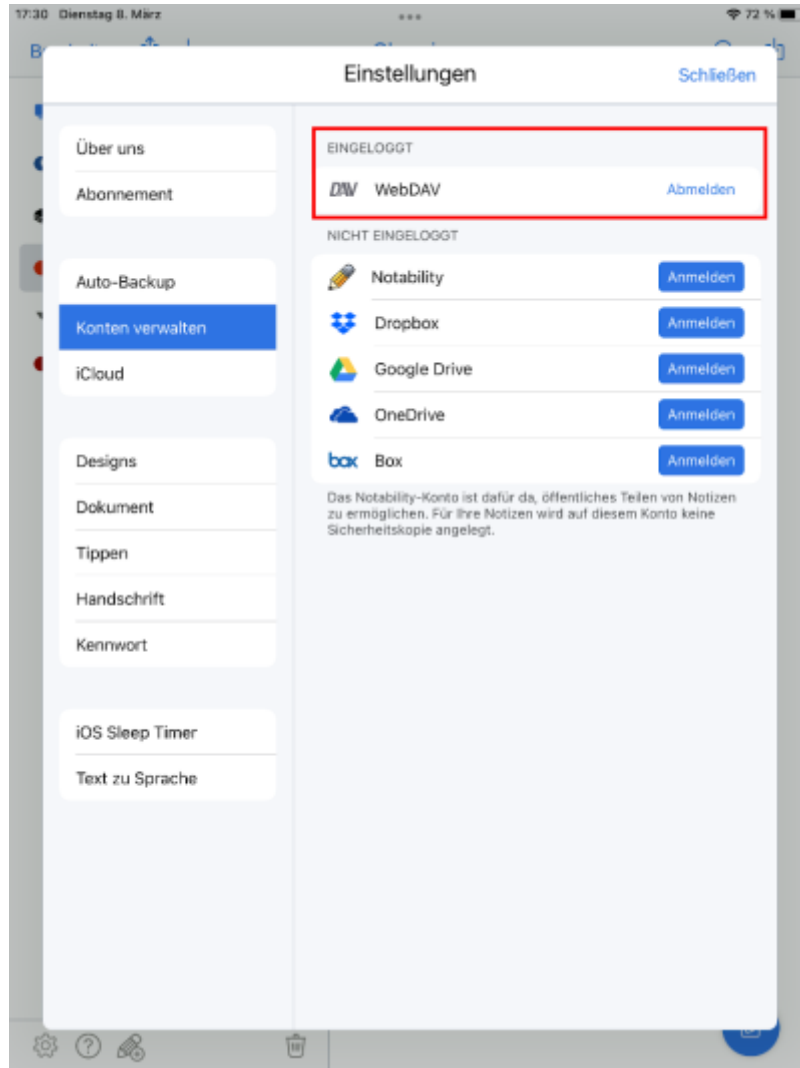 17:30 Dienstag 8. März
72 %
Einstellungen
Schließen
Über uns
Abonnement
Auto-Backup
Konten verwalten
iCloud
Designs
Dokument
Tippen
Handschrift
Kennwort
iOS Sleep Timer
Text zu Sprache
EINGELOGGT
DAV WebDAV Abmelden
NICHT EINGELOGGT
Notability Anmelden
Dropbox Anmelden
Google Drive Anmelden
OneDrive Anmelden
box Box Anmelden
Das Notability-Konto ist dafür da, öffentliches Teilen von Notizen
zu ermöglichen. Für Ihre Notizen wird auf diesem Konto keine
Sicherheitskopie angelegt.